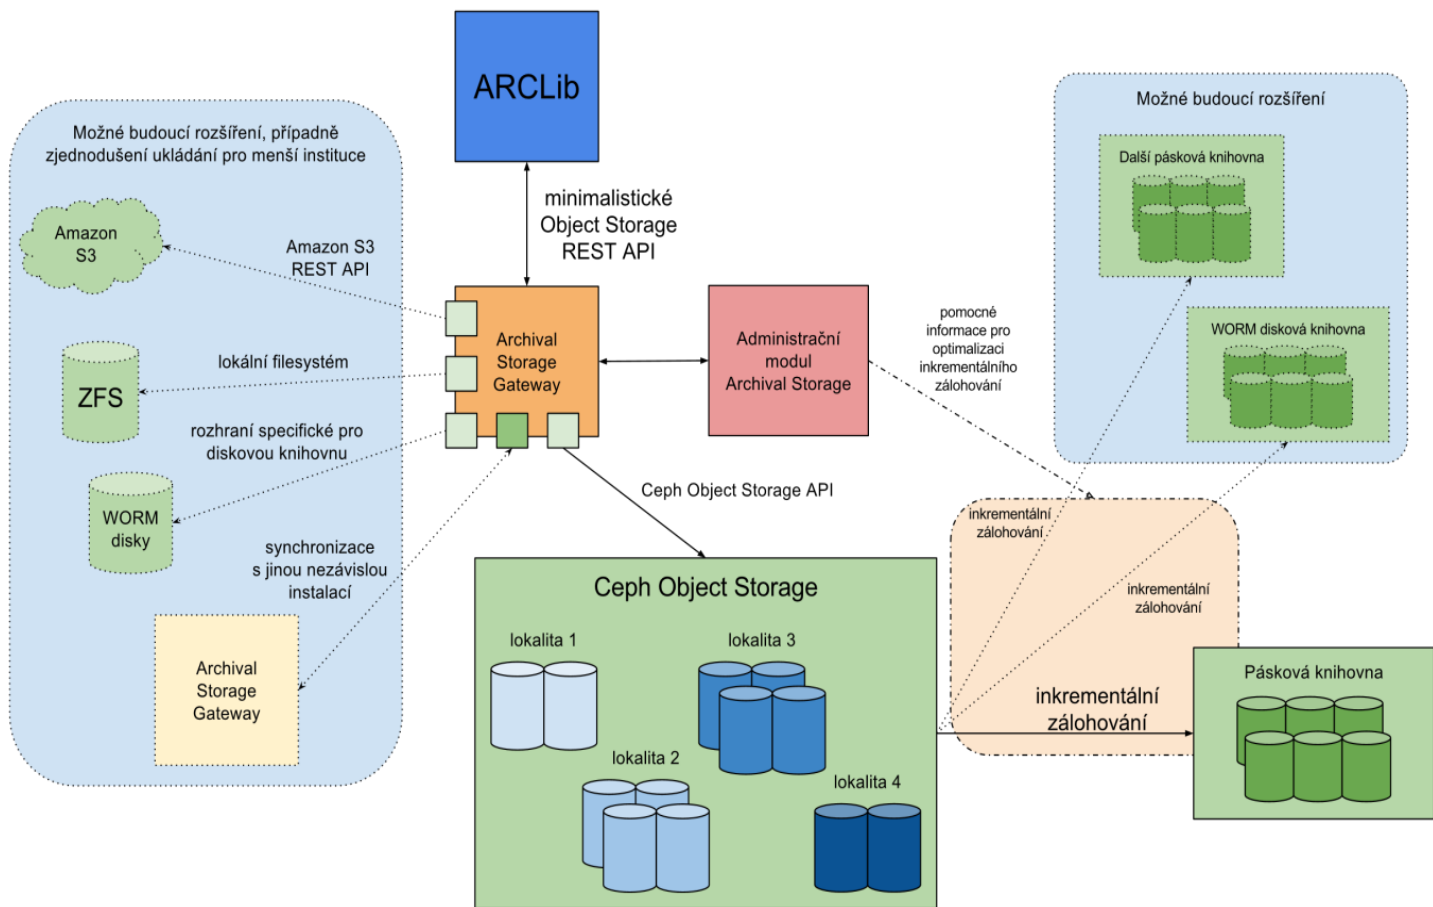 ARCLib
Možné budoucí rozšíření, případně
zjednodušení ukládání pro menší instituce
Amazon
S3
Amazon S3
REST API
minimalistické
Object Storage
REST API
ZFS
lokální filesystém
Archival
Storage
Gateway
rozhraní specifické pro
diskovou knihovnu
WORM
disky
synchronizace
s jinou nezávislou
instalací
Archival
Storage
Gateway
Administrační
modul
Archival Storage
pomocné
informace pro
optimalizaci
inkrementálního
zálohování
Možné budoucí rozšíření
Další pásková knihovna
WORM disková knihovna
Ceph Object Storage API
inkrementální
zálohování
inkrementální
zálohování
Ceph Object Storage
lokalita 1
lokalita 3
lokalita 2
lokalita 4
inkrementální
zálohování
Pásková knihovna